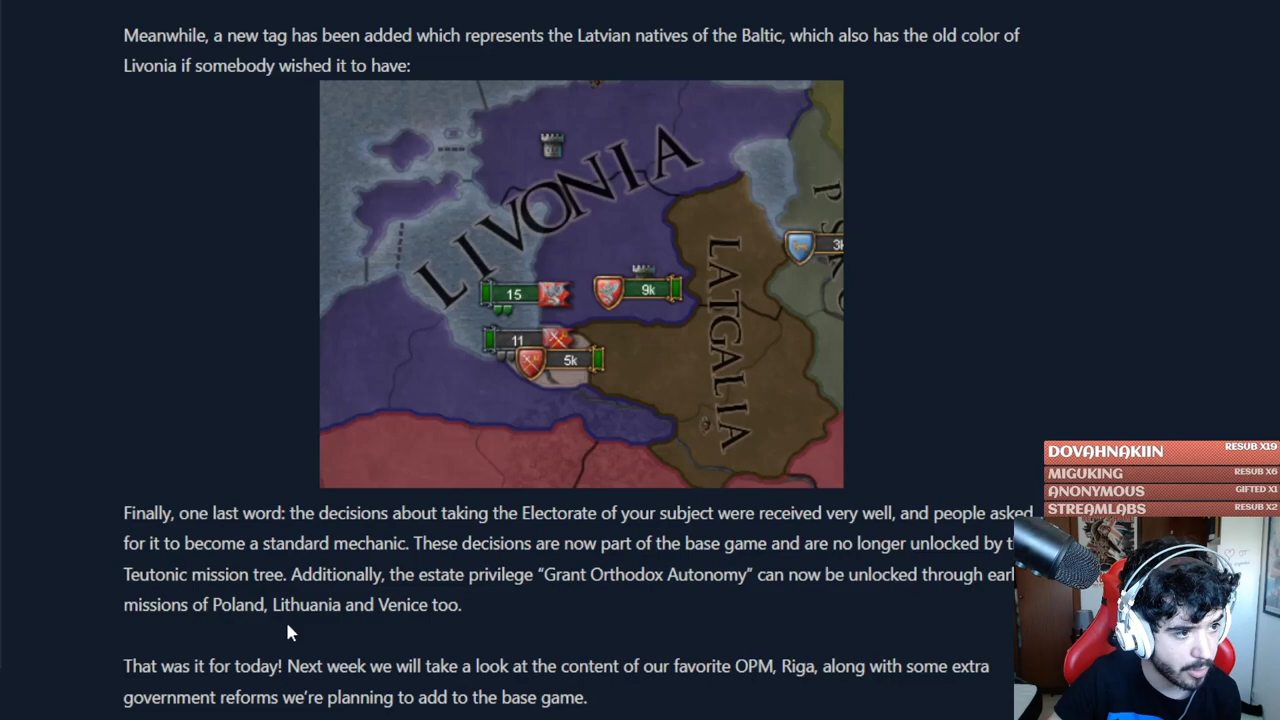 Meanwhile, a new tag has been added which represents the Latvian natives of the Baltic, which also has the old color of
Livonia if somebody wished it to have:
LIVONIA
LATGALIA
3k
15
9k
11
5k
Finally, one last word: the decisions about taking the Electorate of your subject were received very well, and people asked
for it to become a standard mechanic. These decisions are now part of the base game and are no longer unlocked by
Teutonic mission tree. Additionally, the estate privilege “Grant Orthodox Autonomy” can now be unlocked through
missions of Poland, Lithuania and Venice too.
That was it for today! Next week we will take a look at the content of our favorite OPM, Riga, along with some extra
government reforms we’re planning to add to the base game.
DOVAHNAKIIN RESUB X19
MIGUKING RESUB X6
ANONYMOUS GIFTED X1
STREAMLABS RESUB X2